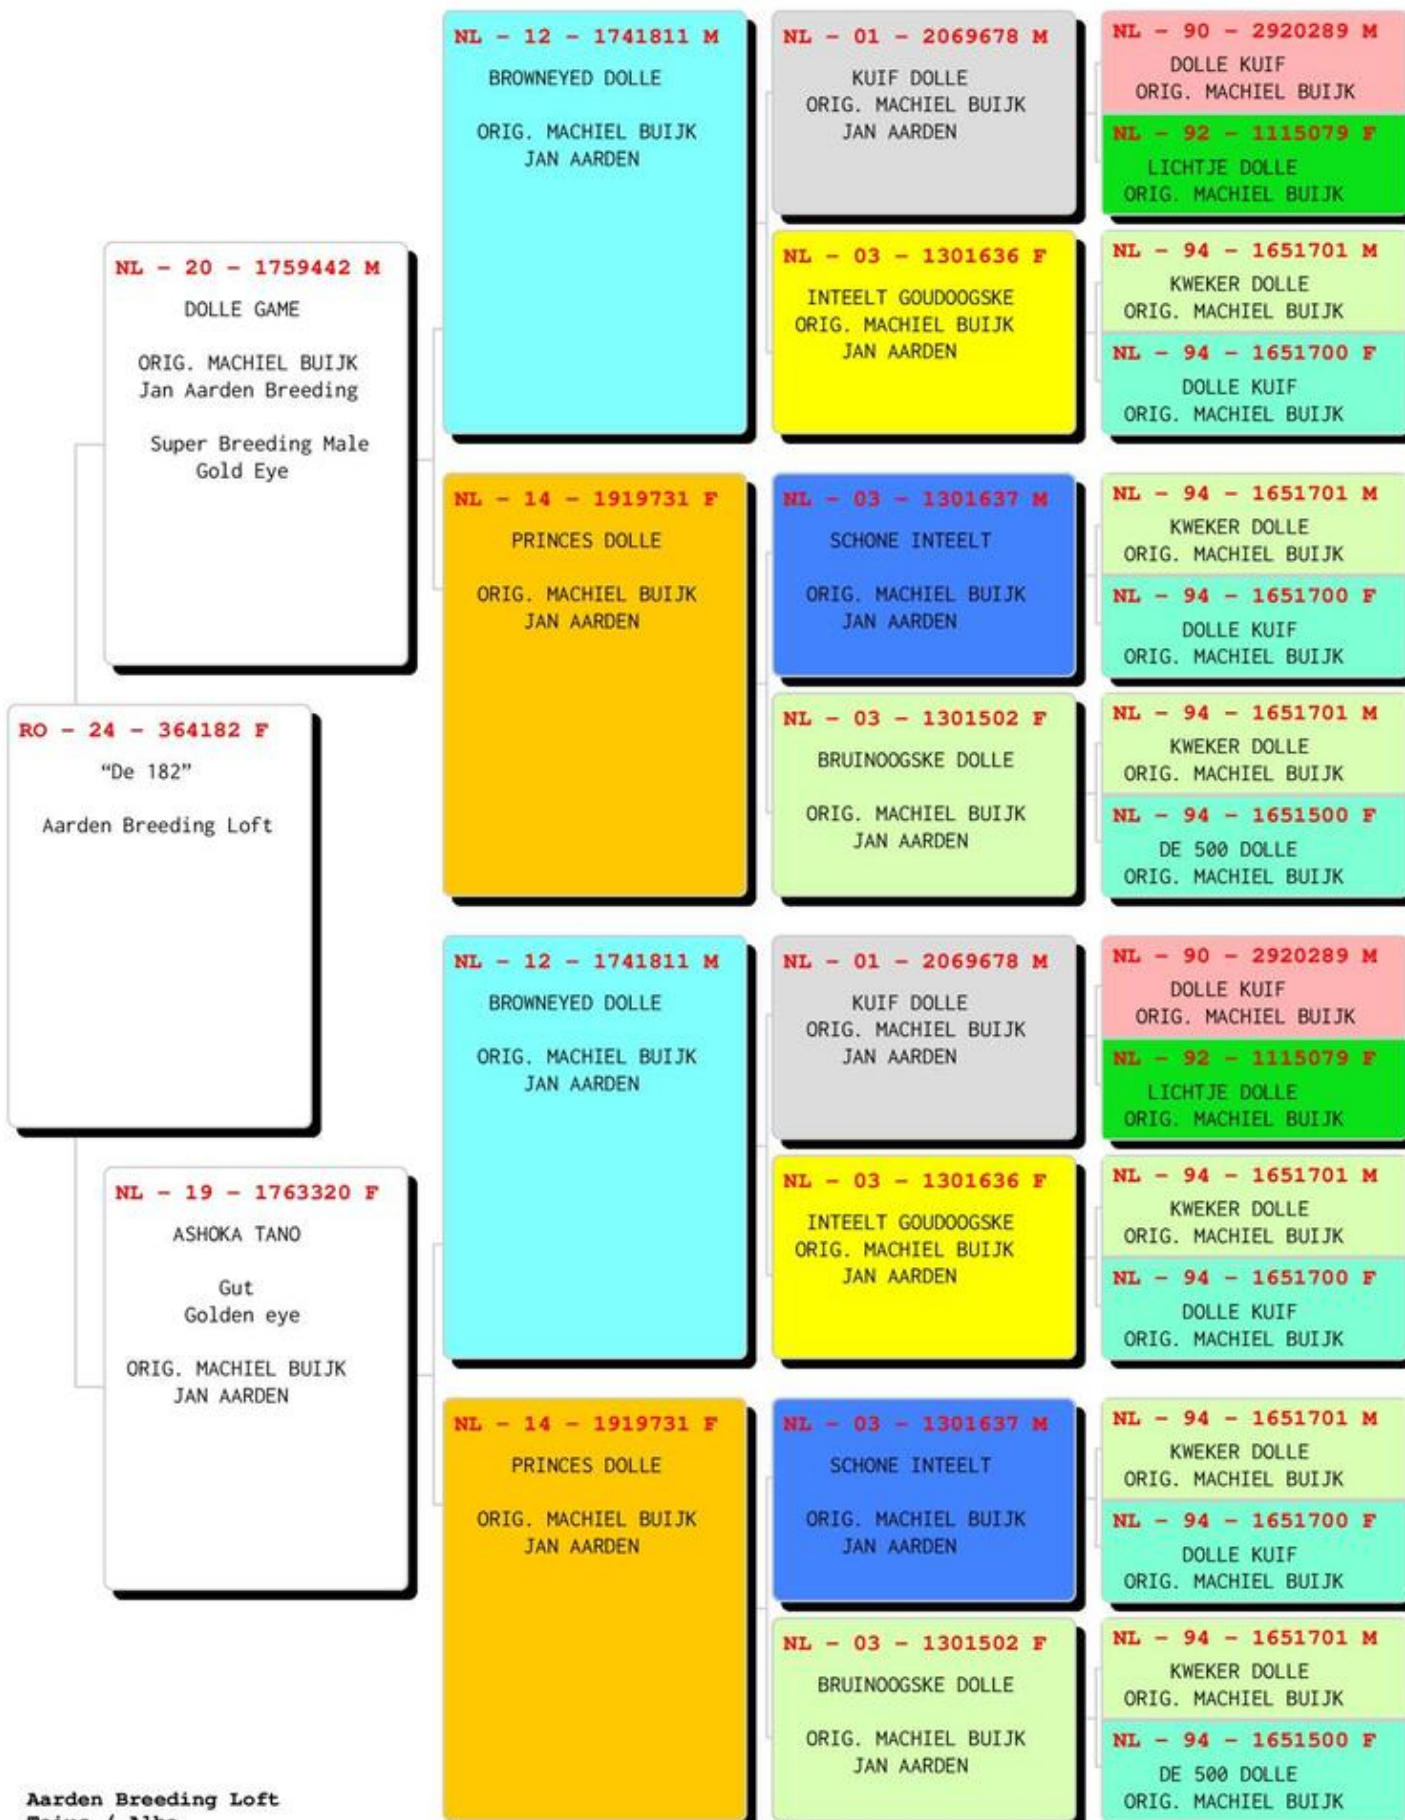 RO - 24 - 364182 F
“De 182”
Aarden Breeding Loft
NL - 20 - 1759442 M
DOLLE GAME
ORIG. MACHIEL BUIJK
Jan Aarden Breeding
Super Breeding Male
Gold Eye
NL - 19 - 1763320 F
ASHOKA TANO
Gut
Golden eye
ORIG. MACHIEL BUIJK
JAN AARDEN
NL - 12 - 1741811 M
BROWNEYED DOLLE
ORIG. MACHIEL BUIJK
JAN AARDEN
NL - 14 - 1919731 F
PRINCES DOLLE
ORIG. MACHIEL BUIJK
JAN AARDEN
NL - 12 - 1741811 M
BROWNEYED DOLLE
ORIG. MACHIEL BUIJK
JAN AARDEN
NL - 14 - 1919731 F
PRINCES DOLLE
ORIG. MACHIEL BUIJK
JAN AARDEN
NL - 01 - 2069678 M
KUIF DOLLE
ORIG. MACHIEL BUIJK
JAN AARDEN
NL - 03 - 1301636 F
INTEELT GOUDOOGSKE
ORIG. MACHIEL BUIJK
JAN AARDEN
NL - 03 - 1301637 M
SCHONE INTEELT
ORIG. MACHIEL BUIJK
JAN AARDEN
NL - 03 - 1301502 F
BRUINOOGSKE DOLLE
ORIG. MACHIEL BUIJK
JAN AARDEN
NL - 01 - 2069678 M
KUIF DOLLE
ORIG. MACHIEL BUIJK
JAN AARDEN
NL - 03 - 1301636 F
INTEELT GOUDOOGSKE
ORIG. MACHIEL BUIJK
JAN AARDEN
NL - 03 - 1301637 M
SCHONE INTEELT
ORIG. MACHIEL BUIJK
JAN AARDEN
NL - 03 - 1301502 F
BRUINOOGSKE DOLLE
ORIG. MACHIEL BUIJK
JAN AARDEN
NL - 90 - 2920289 M
DOLLE KUIF
ORIG. MACHIEL BUIJK
NL - 92 - 1115079 F
LICHTJE DOLLE
ORIG. MACHIEL BUIJK
NL - 94 - 1651701 M
KWEKER DOLLE
ORIG. MACHIEL BUIJK
NL - 94 - 1651700 F
DOLLE KUIF
ORIG. MACHIEL BUIJK
NL - 94 - 1651701 M
KWEKER DOLLE
ORIG. MACHIEL BUIJK
NL - 94 - 1651700 F
DOLLE KUIF
ORIG. MACHIEL BUIJK
NL - 94 - 1651701 M
KWEKER DOLLE
ORIG. MACHIEL BUIJK
NL - 94 - 1651500 F
DE 500 DOLLE
ORIG. MACHIEL BUIJK
NL - 90 - 2920289 M
DOLLE KUIF
ORIG. MACHIEL BUIJK
NL - 92 - 1115079 F
LICHTJE DOLLE
ORIG. MACHIEL BUIJK
NL - 94 - 1651701 M
KWEKER DOLLE
ORIG. MACHIEL BUIJK
NL - 94 - 1651700 F
DOLLE KUIF
ORIG. MACHIEL BUIJK
NL - 94 - 1651701 M
KWEKER DOLLE
ORIG. MACHIEL BUIJK
NL - 94 - 1651700 F
DOLLE KUIF
ORIG. MACHIEL BUIJK
NL - 94 - 1651701 M
KWEKER DOLLE
ORIG. MACHIEL BUIJK
NL - 94 - 1651500 F
DE 500 DOLLE
ORIG. MACHIEL BUIJK
Aarden Breeding Loft